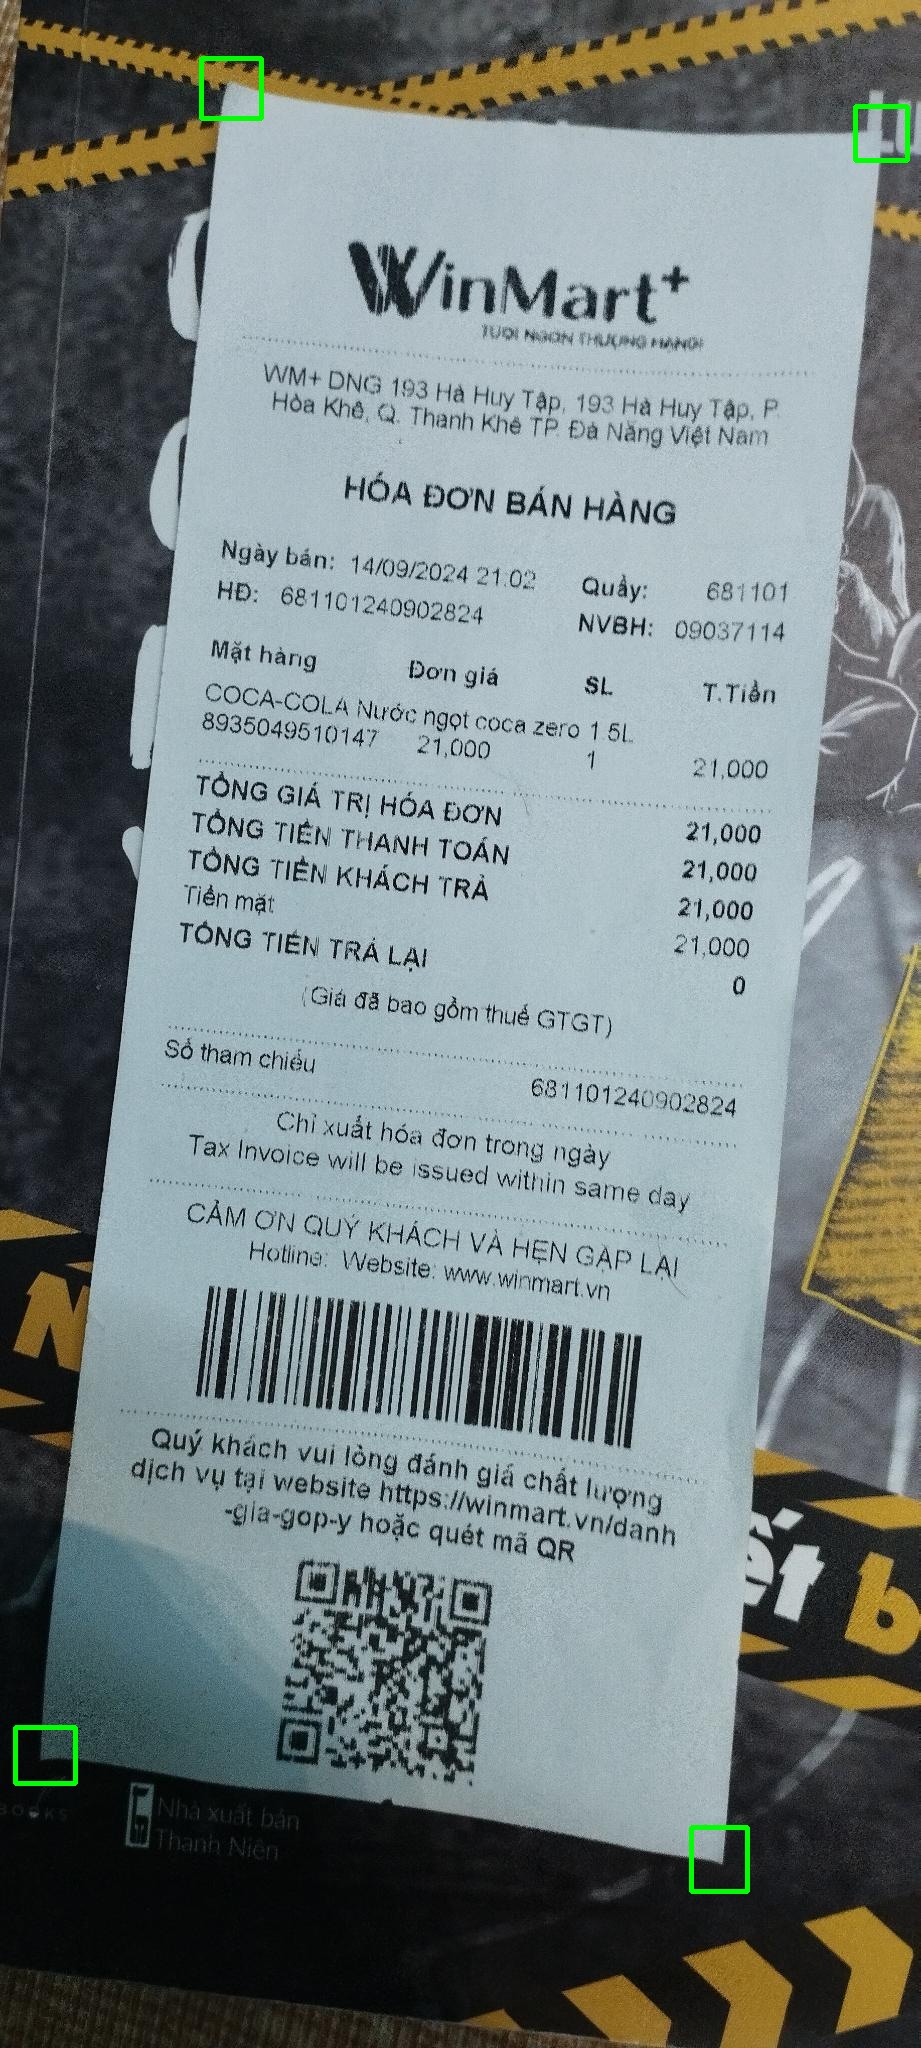 Lu
WinMart+
TƯƠI NGON THƯỢNG HẠNG!
WM+ DNG 193 Hà Huy Tập, 193 Hà Huy Tập, P.
Hòa Khê, Q. Thanh Khê TP. Đà Nẵng Việt Nam
HÓA ĐƠN BÁN HÀNG
Ngày bán: 14/09/2024 21:02 Quầy: 681101
HĐ: 681101240902824 NVBH: 09037114
Mặt hàng Đơn giá SL T.Tiền
COCA-COLA Nước ngọt coca zero 1 5L
8935049510147 21,000 1 21,000
TỔNG GIÁ TRỊ HÓA ĐƠN 21,000
TỔNG TIỀN THANH TOÁN 21,000
TỔNG TIỀN KHÁCH TRẢ 21,000
Tiền mặt 21,000
TỔNG TIỀN TRẢ LẠI 0
(Giá đã bao gồm thuế GTGT)
Số tham chiếu 681101240902824
Chỉ xuất hóa đơn trong ngày
Tax Invoice will be issued within same day
CẢM ƠN QUÝ KHÁCH VÀ HẸN GẶP LẠI
Hotline: Website: www.winmart.vn
Quý khách vui lòng đánh giá chất lượng
dịch vụ tại website https://winmart.vn/danh
-gia-gop-y hoặc quét mã QR
ết b
BOOKS
Nhà xuất bản
Thanh Niên